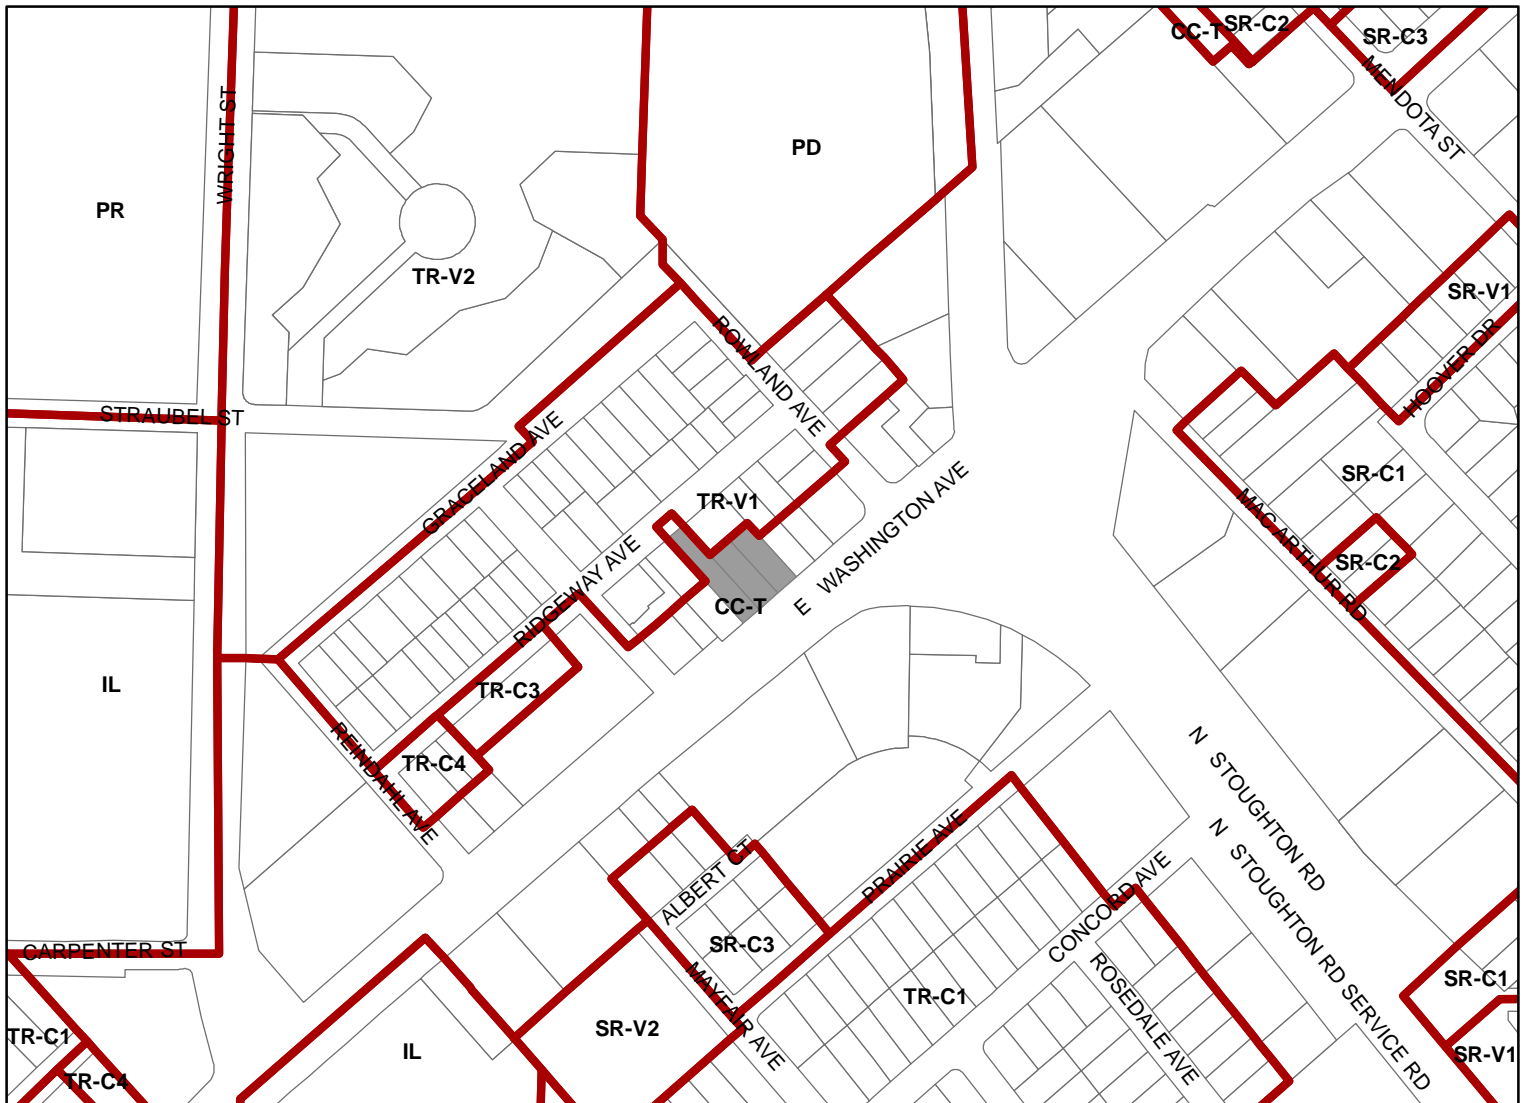 CC-T
SR-C2
SR-C3
MENDOTA ST
WRIGHT ST
PD
PR
TR-V2
SR-V1
HOOVER DR
ROWLAND AVE
STRAUBEL ST
GRACELAND AVE
SR-C1
TR-V1
MAC ARTHUR RD
E WASHINGTON AVE
SR-C2
RIDGEWAY AVE
CC-T
IL
TR-C3
REINDAHL AVE
TR-C4
N STOUGHTON RD
PRAIRIE AVE
ALBERT CT
N STOUGHTON RD SERVICE RD
CONCORD AVE
CARPENTER ST
SR-C3
MAYFAIR AVE
ROSEDALE AVE
SR-C1
TR-C1
TR-C1
SR-V2
IL
SR-V1
TR-C4